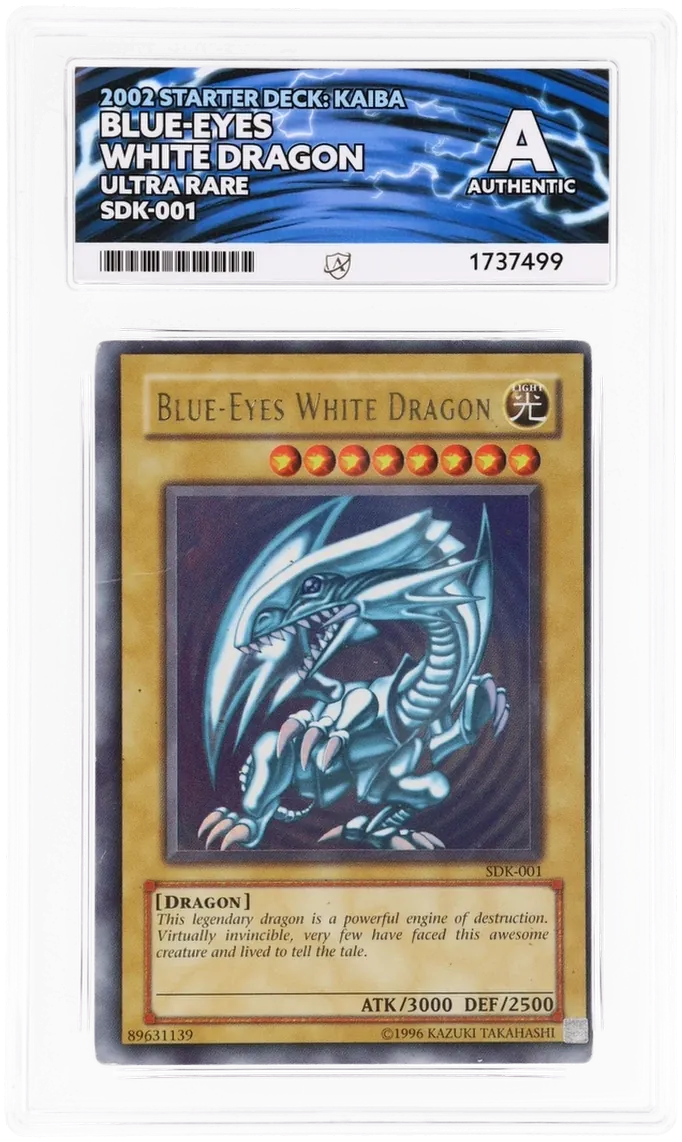 2002 STARTER DECK: KAIBA
BLUE-EYES
WHITE DRAGON
ULTRA RARE
SDK-001
A
AUTHENTIC
A
1737499
BLUE-EYES WHITE DRAGON
LIGHT
光
SDK-001
[DRAGON]
This legendary dragon is a powerful engine of destruction.
Virtually invincible, very few have faced this awesome
creature and lived to tell the tale.
ATK/3000 DEF/2500
89631139
©1996 KAZUKI TAKAHASHI